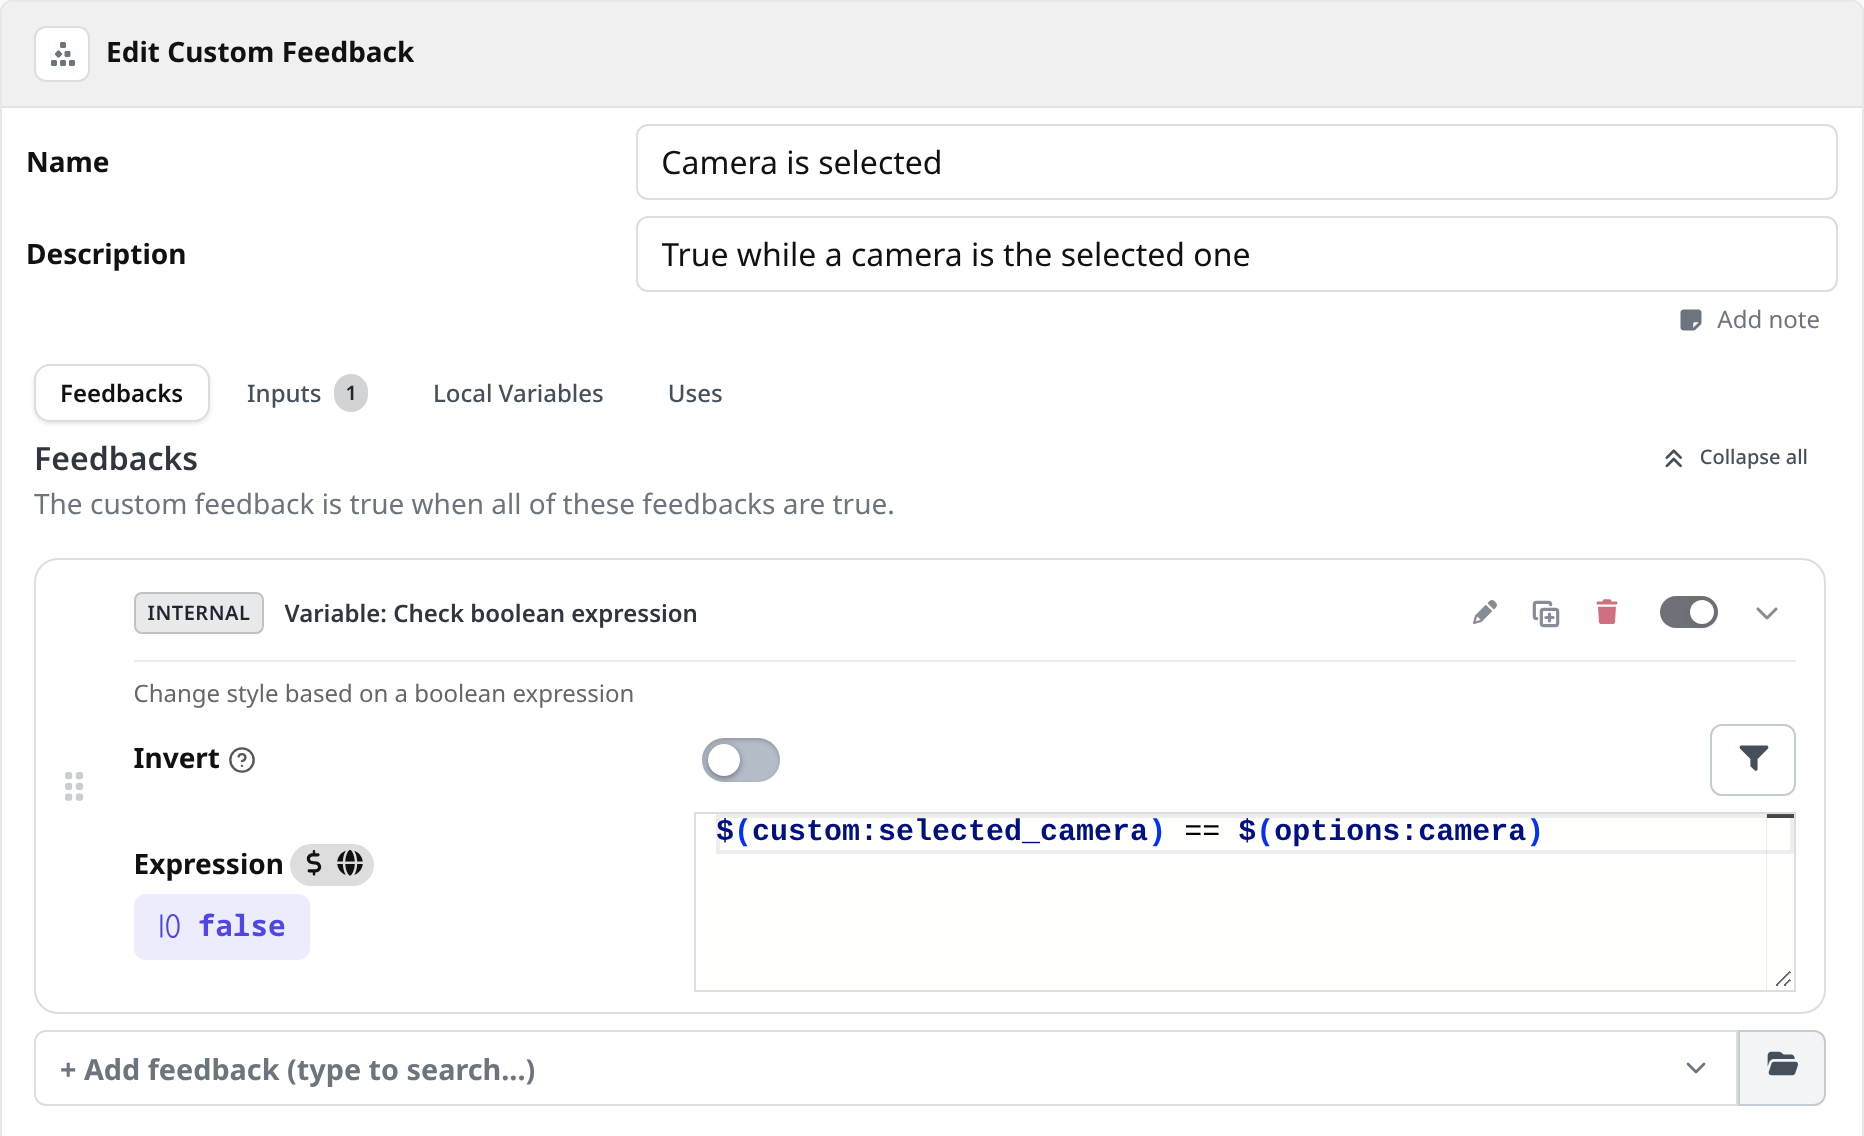 Edit Custom Feedback
Name
Camera is selected
Description
True while a camera is the selected one
Add note
Feedbacks Inputs 1 Local Variables Uses
Feedbacks
Collapse all
The custom feedback is true when all of these feedbacks are true.
INTERNAL Variable: Check boolean expression
Change style based on a boolean expression
Invert ?
Expression $
$(custom:selected_camera) == $(options:camera)
false
+ Add feedback (type to search...)